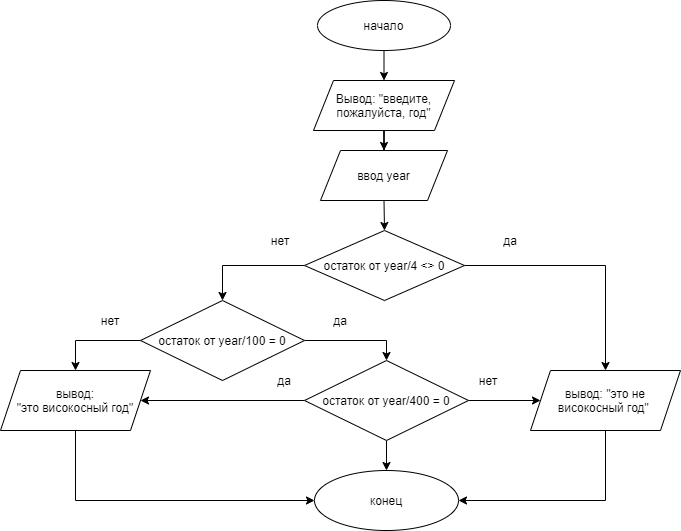 начало
Вывод: "введите,
пожалуйста, год"
ввод year
нет
да
остаток от year/4 <> 0
нет
да
остаток от year/100 = 0
да
нет
вывод:
"это високосный год"
остаток от year/400 = 0
вывод: "это не
високосный год"
конец